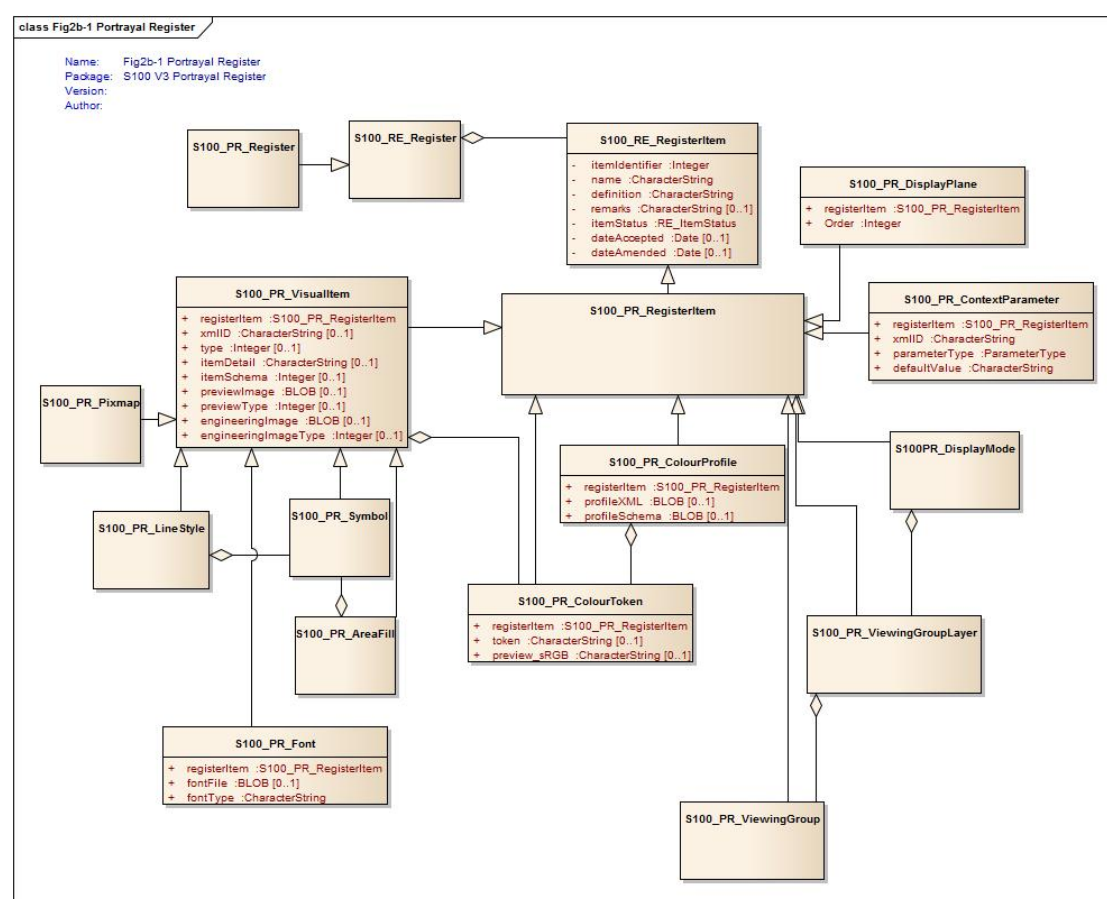 class Fig2b-1 Portrayal Register
Name: Fig2b-1 Portrayal Register
Package: S100 V3 Portrayal Register
Version:
Author:
S100_PR_Register
S100_RE_Register
S100_RE_RegisterItem
- itemIdentifier :Integer
- name :CharacterString
- definition :CharacterString
- remarks :CharacterString [0..1]
- itemStatus :RE_ItemStatus
- dateAccepted :Date [0..1]
- dateAmended :Date [0..1]
S100_PR_DisplayPlane
+ registerItem :S100_PR_RegisterItem
+ Order :Integer
S100_PR_VisualItem
+ registerItem :S100_PR_RegisterItem
+ xmlID :CharacterString [0..1]
+ type :Integer [0..1]
+ itemDetail :CharacterString [0..1]
+ itemSchema :Integer [0..1]
+ previewImage :BLOB [0..1]
+ previewType :Integer [0..1]
+ engineeringImage :BLOB [0..1]
+ engineeringImageType :Integer [0..1]
S100_PR_RegisterItem
S100_PR_ContextParameter
+ registerItem :S100_PR_RegisterItem
+ xmlID :CharacterString
+ parameterType :ParameterType
+ defaultValue :CharacterString
S100_PR_Pixmap
S100_PR_ColourProfile
+ registerItem :S100_PR_RegisterItem
+ profileXML :BLOB [0..1]
+ profileSchema :BLOB [0..1]
S100PR_DisplayMode
S100_PR_LineStyle
S100_PR_Symbol
S100_PR_ColourToken
+ registerItem :S100_PR_RegisterItem
+ token :CharacterString [0..1]
+ preview_sRGB :CharacterString [0..1]
S100_PR_AreaFill
S100_PR_ViewingGroupLayer
S100_PR_Font
+ registerItem :S100_PR_RegisterItem
+ fontFile :BLOB [0..1]
+ fontType :CharacterString
S100_PR_ViewingGroup